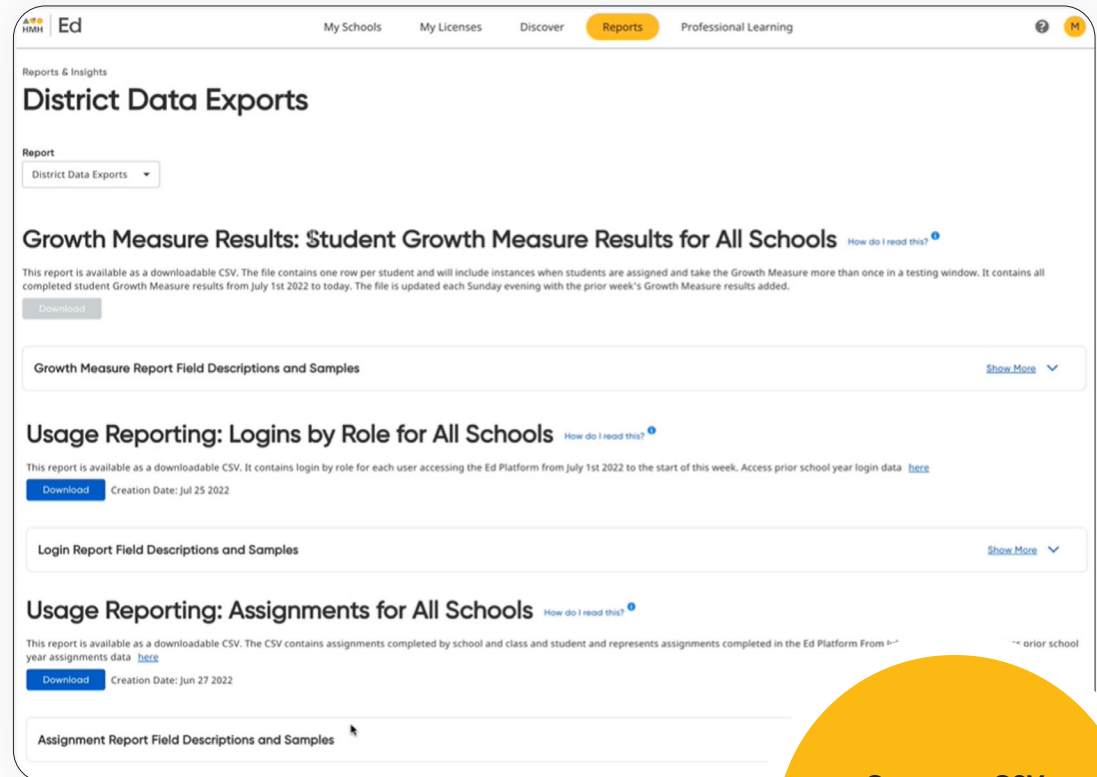 HMH Ed My Schools My Licenses Discover Reports Professional Learning ? M
Reports & Insights
District Data Exports
Report
District Data Exports
Growth Measure Results: Student Growth Measure Results for All Schools How do I read this?
This report is available as a downloadable CSV. The file contains one row per student and will include instances when students are assigned and take the Growth Measure more than once in a testing window. It contains all
completed student Growth Measure results from July 1st 2022 to today. The file is updated each Sunday evening with the prior week's Growth Measure results added.
Download
Growth Measure Report Field Descriptions and Samples Show More
Usage Reporting: Logins by Role for All Schools How do I read this?
This report is available as a downloadable CSV. It contains login by role for each user accessing the Ed Platform from July 1st 2022 to the start of this week. Access prior school year login data here
Download Creation Date: Jul 25 2022
Login Report Field Descriptions and Samples Show More
Usage Reporting: Assignments for All Schools How do I read this?
This report is available as a downloadable CSV. The CSV contains assignments completed by school and class and student and represents assignments completed in the Ed Platform From prior school
year assignments data here
Download Creation Date: Jun 27 2022
Assignment Report Field Descriptions and Samples